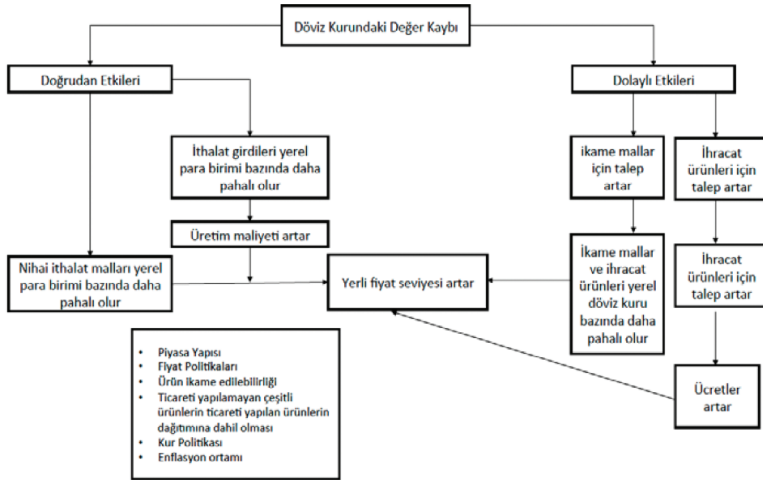 Döviz Kurundaki Değer Kaybı
Doğrudan Etkileri
Dolaylı Etkileri
İthalat girdileri yerel
para birimi bazında daha
pahalı olur
ikame mallar
için talep
artar
İhracat
ürünleri için
talep artar
Üretim maliyeti artar
Nihai ithalat malları yerel
para birimi bazında daha
pahalı olur
Yerli fiyat seviyesi artar
İkame mallar
ve ihracat
ürünleri yerel
döviz kuru
bazında daha
pahalı olur
İhracat
ürünleri için
talep artar
Ücretler
artar
• Piyasa Yapısı
• Fiyat Politikaları
• Ürün ikame edilebilirliği
• Ticareti yapılamayan çeşitli
ürünlerin ticareti yapılan ürünlerin
dağıtımına dahil olması
• Kur Politikası
• Enflasyon ortamı